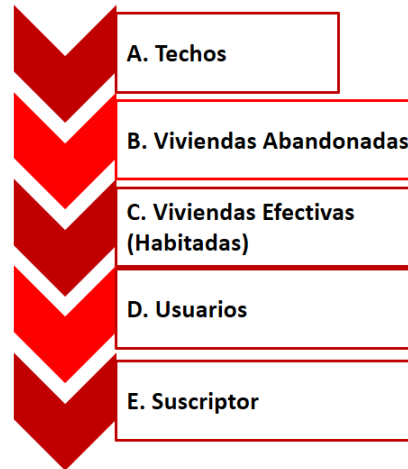 A. Techos
B. Viviendas Abandonadas
C. Viviendas Efectivas
(Habitadas)
D. Usuarios
E. Suscriptor